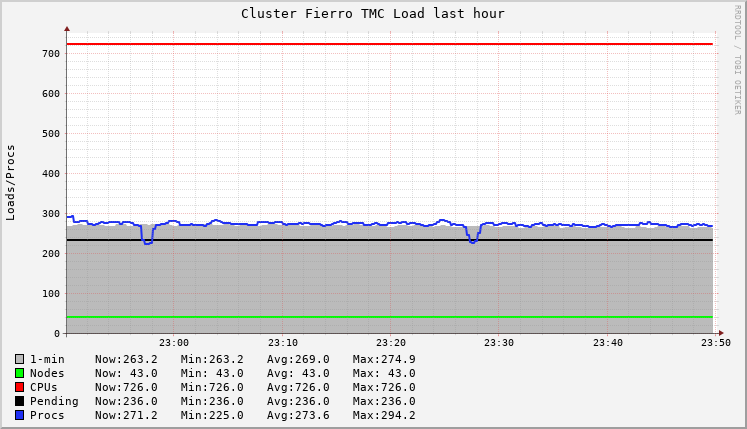 Cluster Fierro TMC Load last hour
RRDTOOL / TOBI OETIKER
Loads/Procs
700
600
500
400
300
200
100
0
23:00 23:10 23:20 23:30 23:40 23:50
1-min Now:263.2 Min:263.2 Avg:269.0 Max:274.9
Nodes Now: 43.0 Min: 43.0 Avg: 43.0 Max: 43.0
CPUs Now:726.0 Min:726.0 Avg:726.0 Max:726.0
Pending Now:236.0 Min:236.0 Avg:236.0 Max:236.0
Procs Now:271.2 Min:225.0 Avg:273.6 Max:294.2